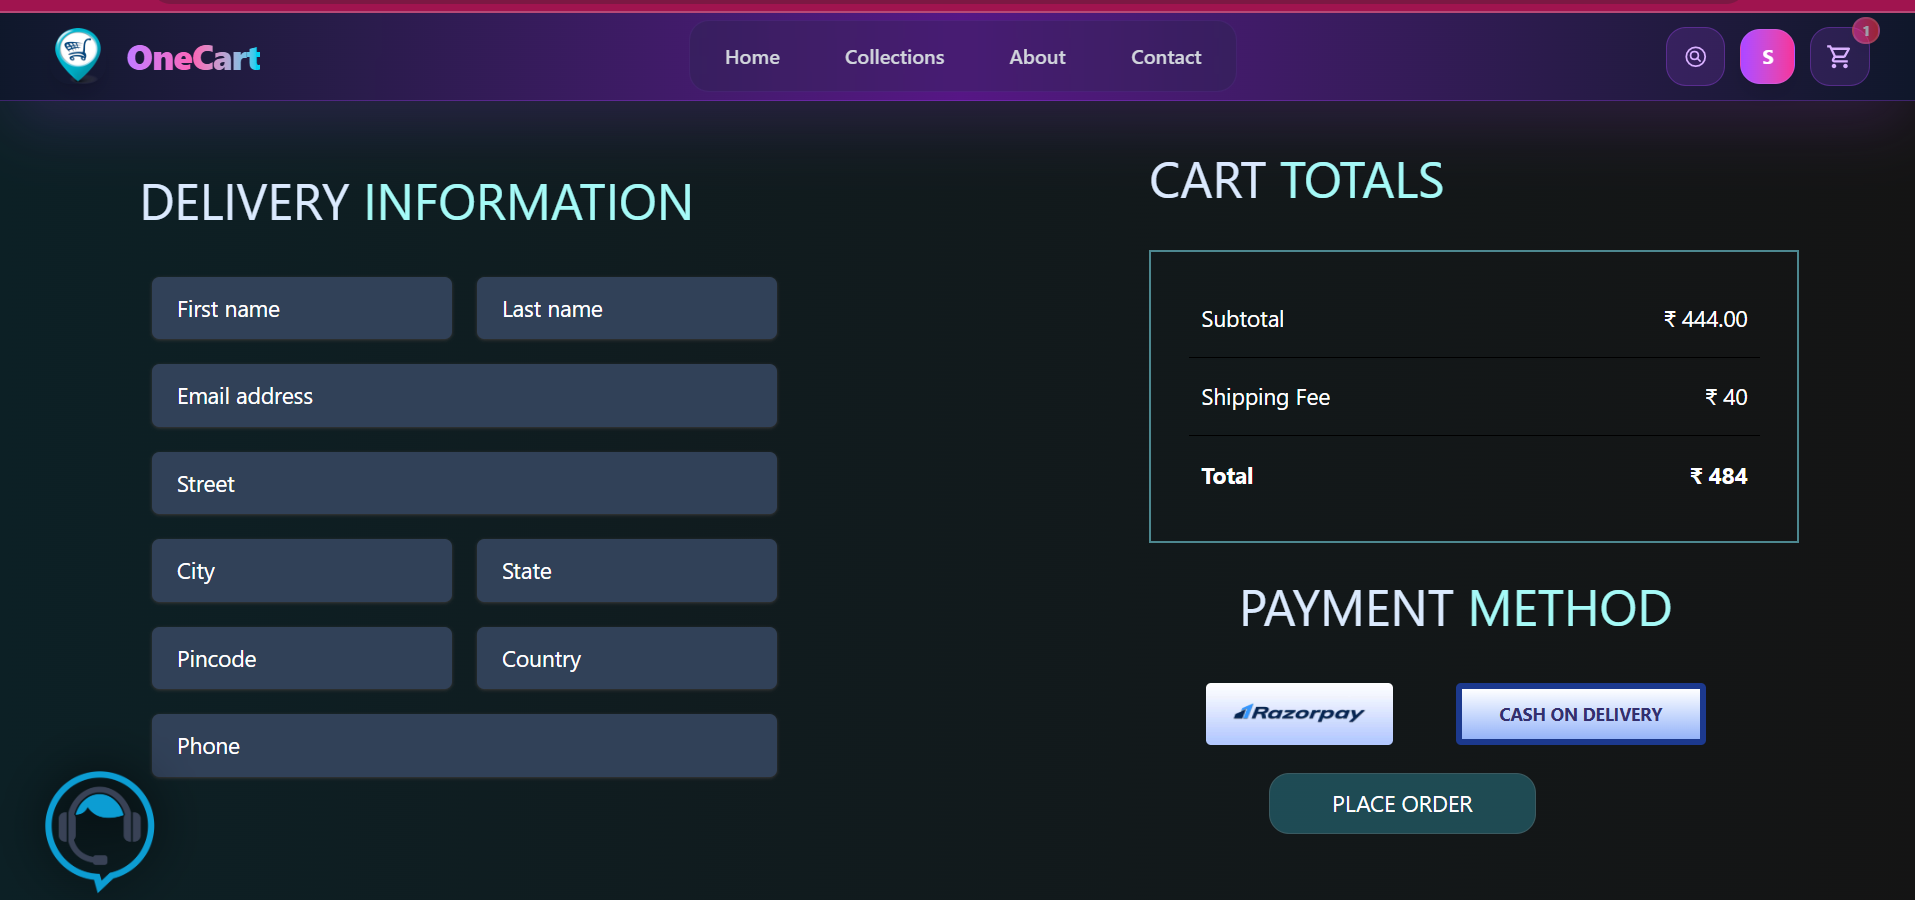 OneCart
Home Collections About Contact
S
1
DELIVERY INFORMATION
First name Last name
Email address
Street
City State
Pincode Country
Phone
CART TOTALS
Subtotal ₹ 444.00
Shipping Fee ₹ 40
Total ₹ 484
PAYMENT METHOD
Razorpay CASH ON DELIVERY
PLACE ORDER